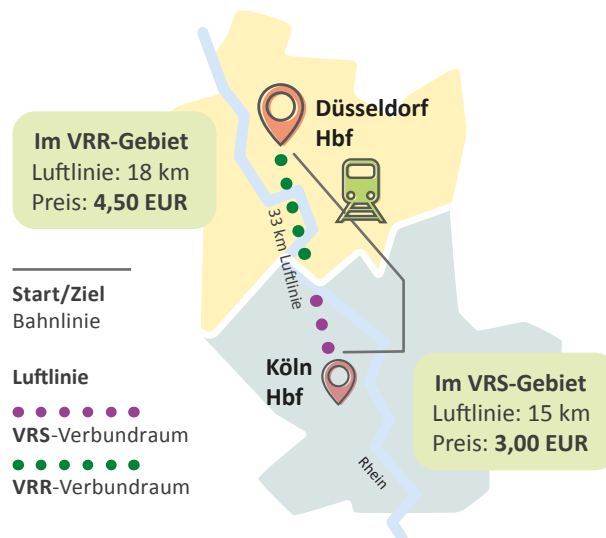 Düsseldorf
Hbf
Im VRR-Gebiet
Luftlinie: 18 km
Preis: 4,50 EUR
33 km Luftlinie
Start/Ziel
Bahnlinie
Luftlinie
VRS-Verbundraum
VRR-Verbundraum
Köln
Hbf
Im VRS-Gebiet
Luftlinie: 15 km
Preis: 3,00 EUR
Rhein